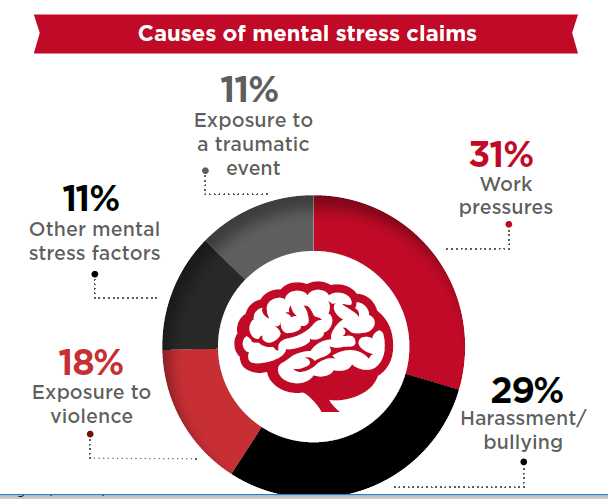 Causes of mental stress claims
11%
Exposure to
a traumatic
event
31%
Work
pressures
11%
Other mental
stress factors
18%
Exposure to
violence
29%
Harassment/
bullying